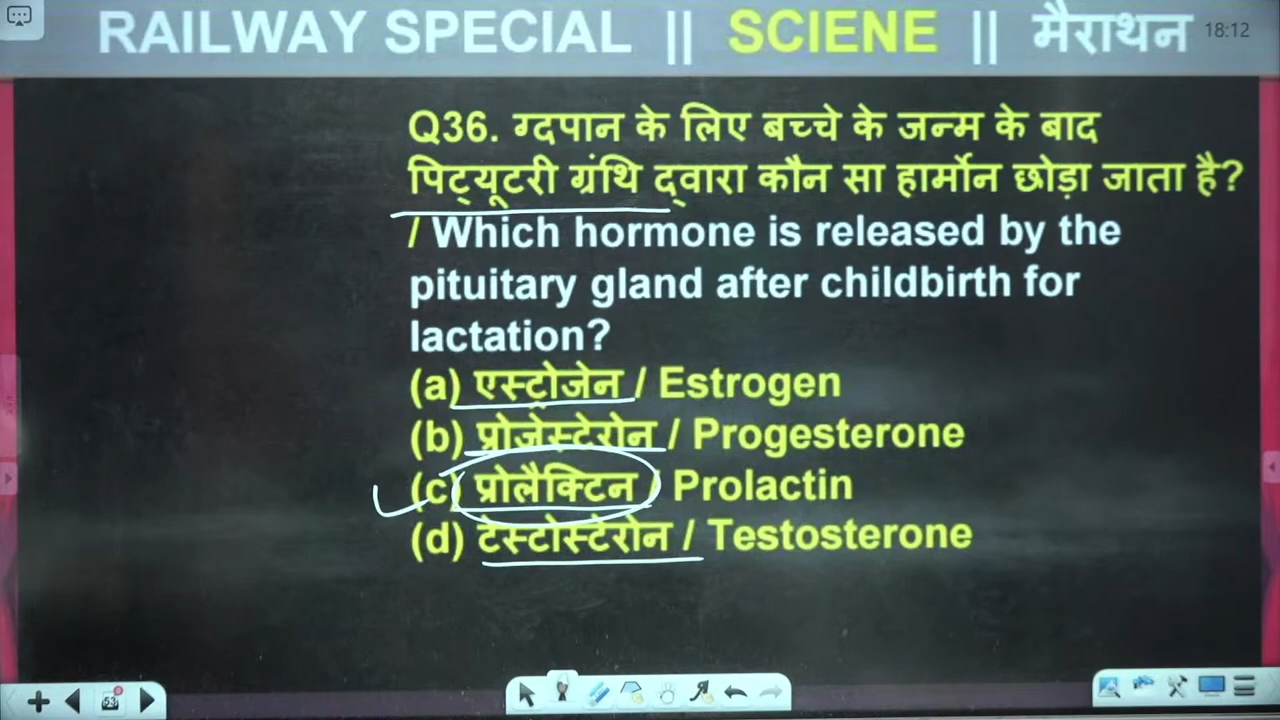 RAILWAY SPECIAL || SCIENE || मैराथन 18:12
Q36. ग्दपान के लिए बच्चे के जन्म के बाद
पिट्यूटरी ग्रंथि द्वारा कौन सा हार्मोन छोड़ा जाता है?
/ Which hormone is released by the
pituitary gland after childbirth for
lactation?
(a) एस्ट्रोजेन / Estrogen
(b) प्रोजेस्टेरोन / Progesterone
(c) प्रोलैक्टिन / Prolactin
(d) टेस्टोस्टेरोन / Testosterone
53